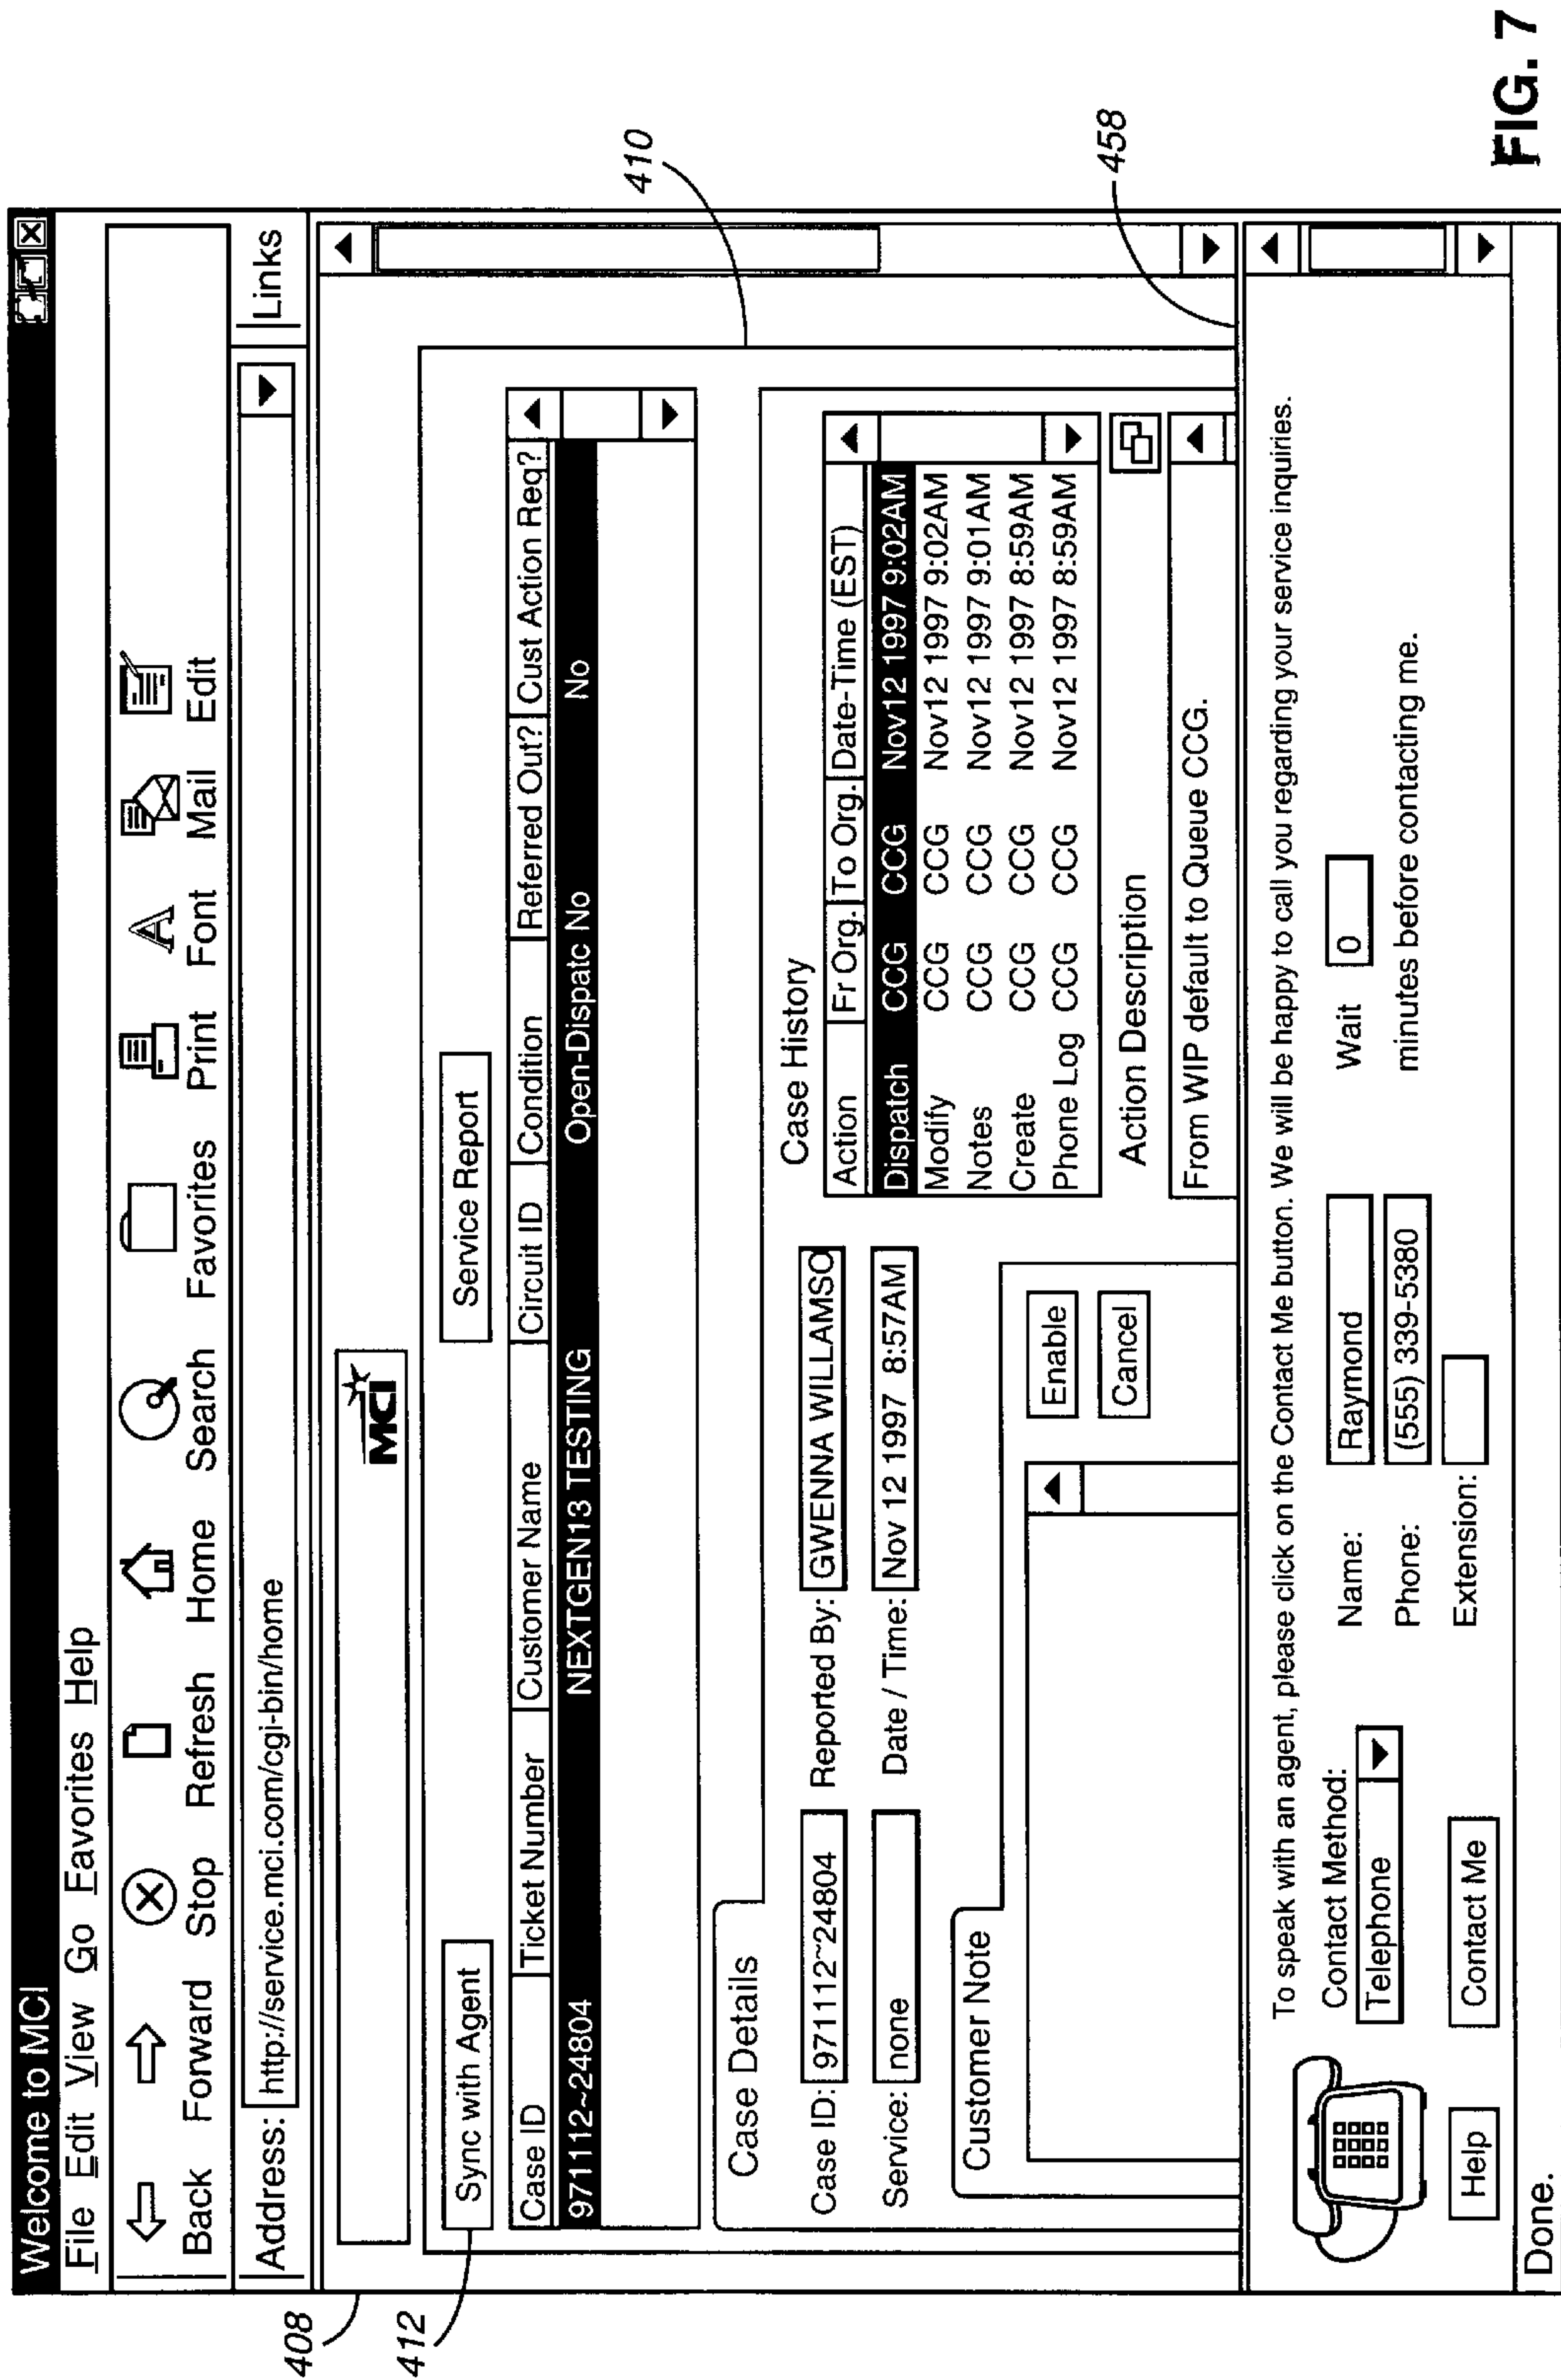 Welcome to MCI
File Edit View Go Favorites Help
Back Forward Stop Refresh Home Search Favorites Print Font Mail Edit
Address: http://service.mci.com/cgi-bin/home Links
408
MCI
412
Sync with Agent Service Report
Case ID Ticket Number Customer Name Circuit ID Condition Referred Out? Cust Action Req?
971112~24804 NEXTGEN13 TESTING Open-Dispatc No No
410
Case Details
Case ID: 971112~24804 Reported By: GWENNA WILLAMSO
Service: none Date / Time: Nov 12 1997 8:57AM
Case History
Action Fr Org. To Org. Date-Time (EST)
Dispatch CCG CCG Nov12 1997 9:02AM
Modify CCG CCG Nov12 1997 9:02AM
Notes CCG CCG Nov12 1997 9:01AM
Create CCG CCG Nov12 1997 8:59AM
Phone Log CCG CCG Nov12 1997 8:59AM
Action Description
From WIP default to Queue CCG.
Customer Note
Enable
Cancel
458
To speak with an agent, please click on the Contact Me button. We will be happy to call you regarding your service inquiries.
Contact Method:
Telephone
Name: Raymond
Phone: (555) 339-5380
Extension:
Wait 0
minutes before contacting me.
Help Contact Me
Done.
FIG. 7